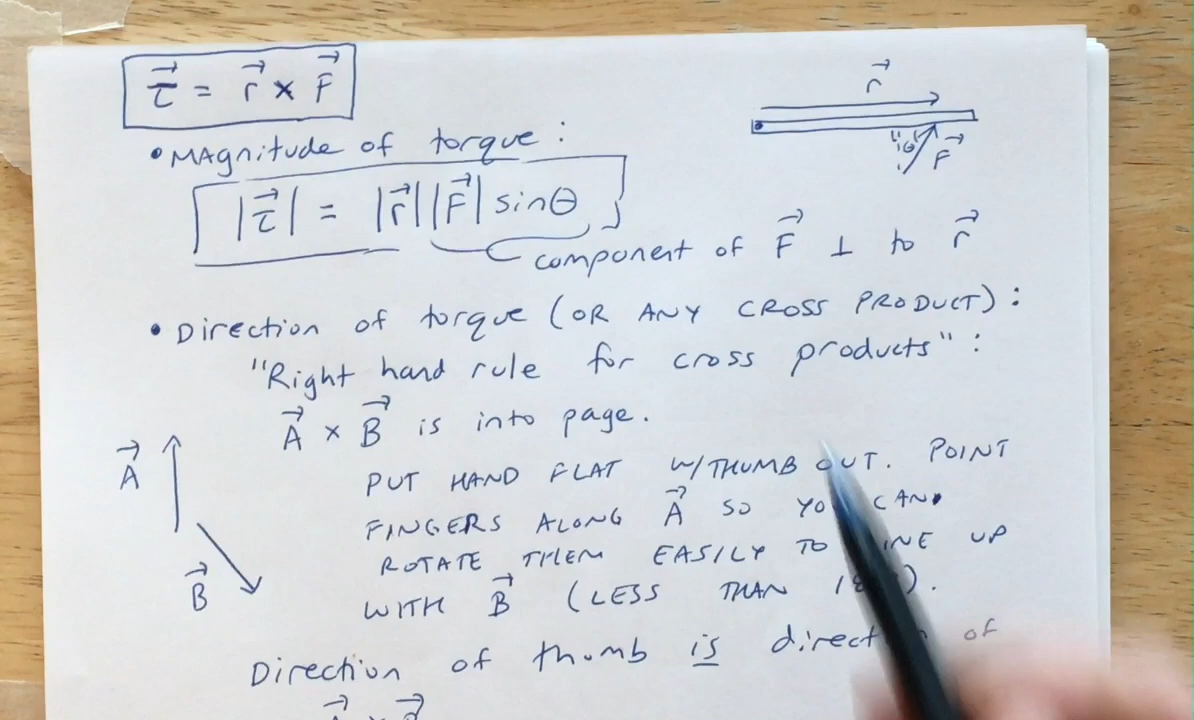 τ⃗ = r⃗ × F⃗
r⃗
• MAgnitude of torque :
"θ"
F⃗
|τ⃗| = |r⃗||F⃗| sinθ
component of F⃗ ⊥ to r⃗
• Direction of torque (OR ANY CROSS PRODUCT) :
"Right hand rule for cross products" :
A⃗ × B⃗ is into page.
A⃗
PUT HAND FLAT W/THUMB OUT. POINT
FINGERS ALONG A⃗ SO YOU CAN
ROTATE THEM EASILY TO LINE UP
B⃗
WITH B⃗ (LESS THAN
Direction of thumb is direction of